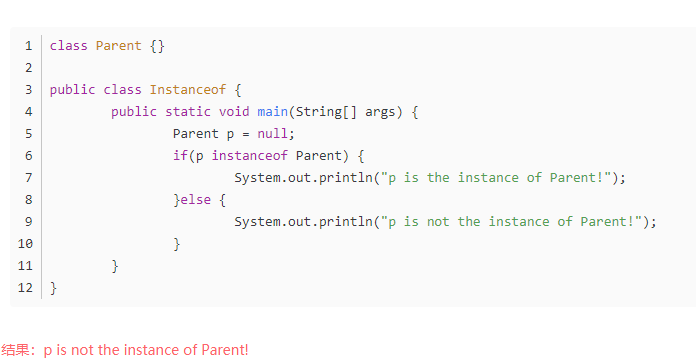 1 class Parent {}
2
3 public class Instanceof {
4 public static void main(String[] args) {
5 Parent p = null;
6 if(p instanceof Parent) {
7 System.out.println("p is the instance of Parent!");
8 }else {
9 System.out.println("p is not the instance of Parent!");
10 }
11 }
12 }
结果：p is not the instance of Parent!